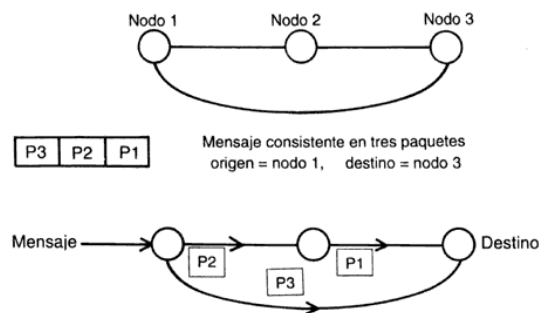 Nodo 1 Nodo 2 Nodo 3
P3 P2 P1
Mensaje consistente en tres paquetes
origen = nodo 1, destino = nodo 3
Mensaje Destino
P2 P1
P3